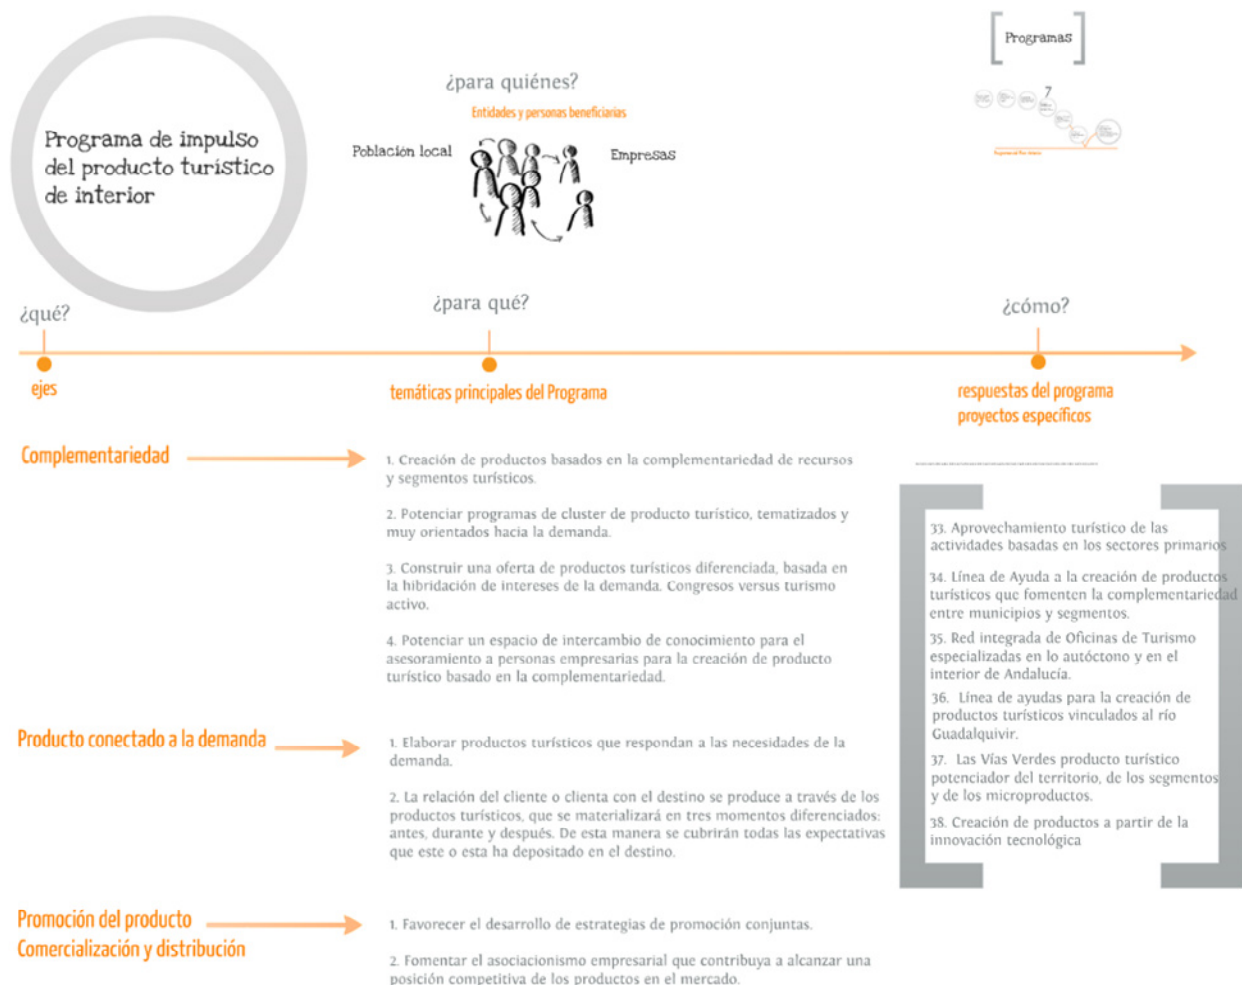 Programa de impulso
del producto turístico
de interior
¿para quiénes?
Entidades y personas beneficiarias
Población local
Empresas
Programas
7
¿qué?
¿para qué?
¿cómo?
ejes
temáticas principales del Programa
respuestas del programa
proyectos específicos
Complementariedad
1. Creación de productos basados en la complementariedad de recursos
y segmentos turísticos.
2. Potenciar programas de cluster de producto turístico, tematizados y
muy orientados hacia la demanda.
3. Construir una oferta de productos turísticos diferenciada, basada en
la hibridación de intereses de la demanda. Congresos versus turismo
activo.
4. Potenciar un espacio de intercambio de conocimiento para el
asesoramiento a personas empresarias para la creación de producto
turístico basado en la complementariedad.
Producto conectado a la demanda
1. Elaborar productos turísticos que respondan a las necesidades de la
demanda.
2. La relación del cliente o clienta con el destino se produce a través de los
productos turísticos, que se materializará en tres momentos diferenciados:
antes, durante y después. De esta manera se cubrirán todas las expectativas
que este o esta ha depositado en el destino.
Promoción del producto
Comercialización y distribución
1. Favorecer el desarrollo de estrategias de promoción conjuntas.
2. Fomentar el asociacionismo empresarial que contribuya a alcanzar una
posición competitiva de los productos en el mercado.
33. Aprovechamiento turístico de las
actividades basadas en los sectores primarios
34. Línea de Ayuda a la creación de productos
turísticos que fomenten la complementariedad
entre municipios y segmentos.
35. Red integrada de Oficinas de Turismo
especializadas en lo autóctono y en el
interior de Andalucía.
36. Línea de ayudas para la creación de
productos turísticos vinculados al río
Guadalquivir.
37. Las Vías Verdes producto turístico
potenciador del territorio, de los segmentos
y de los microproductos.
38. Creación de productos a partir de la
innovación tecnológica